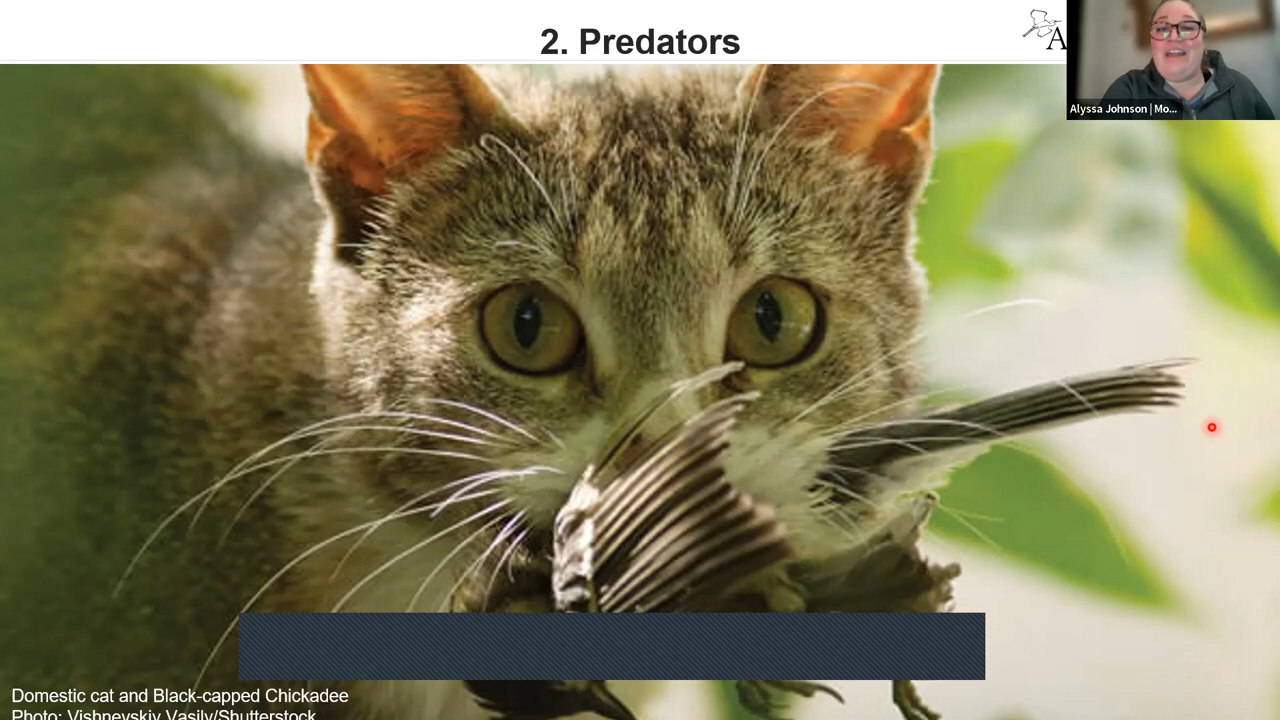 2. Predators
A
Alyssa Johnson | Mo...
Domestic cat and Black-capped Chickadee
Photo: Vishnevskiy Vasily/Shutterstock